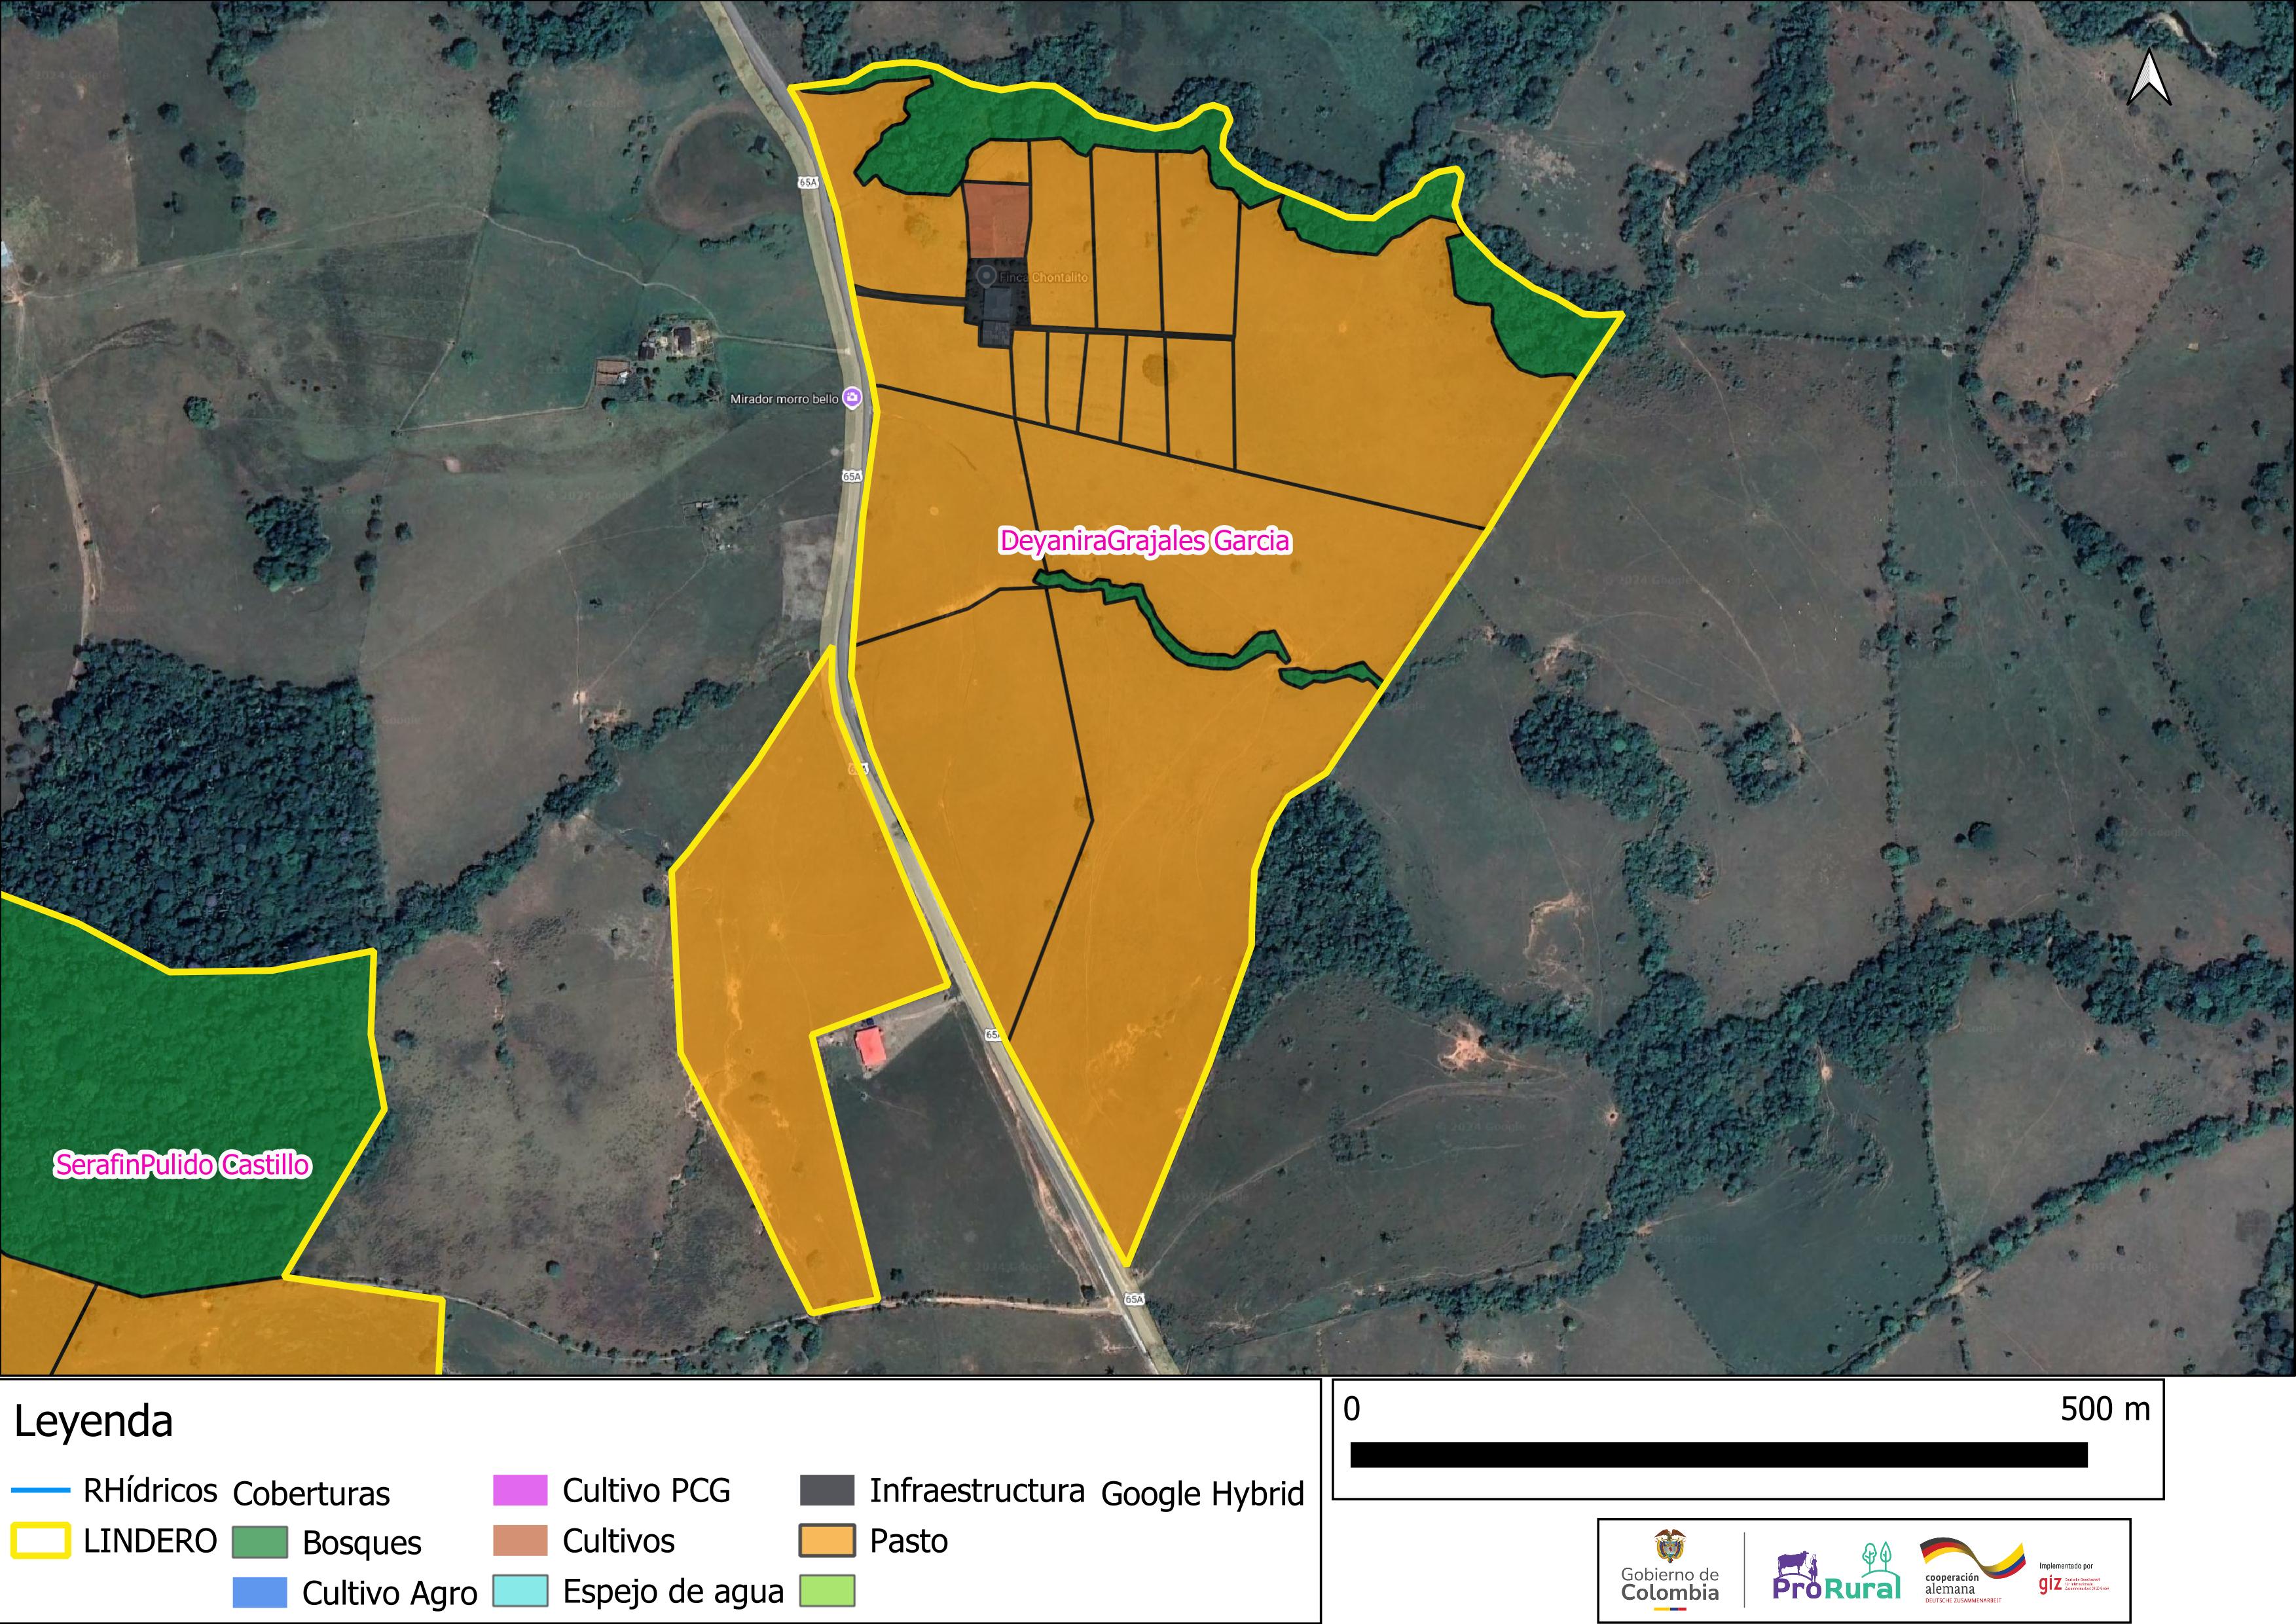 65A
Finca Chontalito
Mirador morro bello
65A
DeyaniraGrajales Garcia
65A
SerafinPulido Castillo
65A
Leyenda
RHídricos
LINDERO
Coberturas
Bosques
Cultivo Agro
Cultivo PCG
Cultivos
Espejo de agua
Infraestructura
Pasto
Google Hybrid
0 500 m
Gobierno de
Colombia
ProRural
cooperación
alemana
DEUTSCHE ZUSAMMENARBEIT
Implementado por
giz